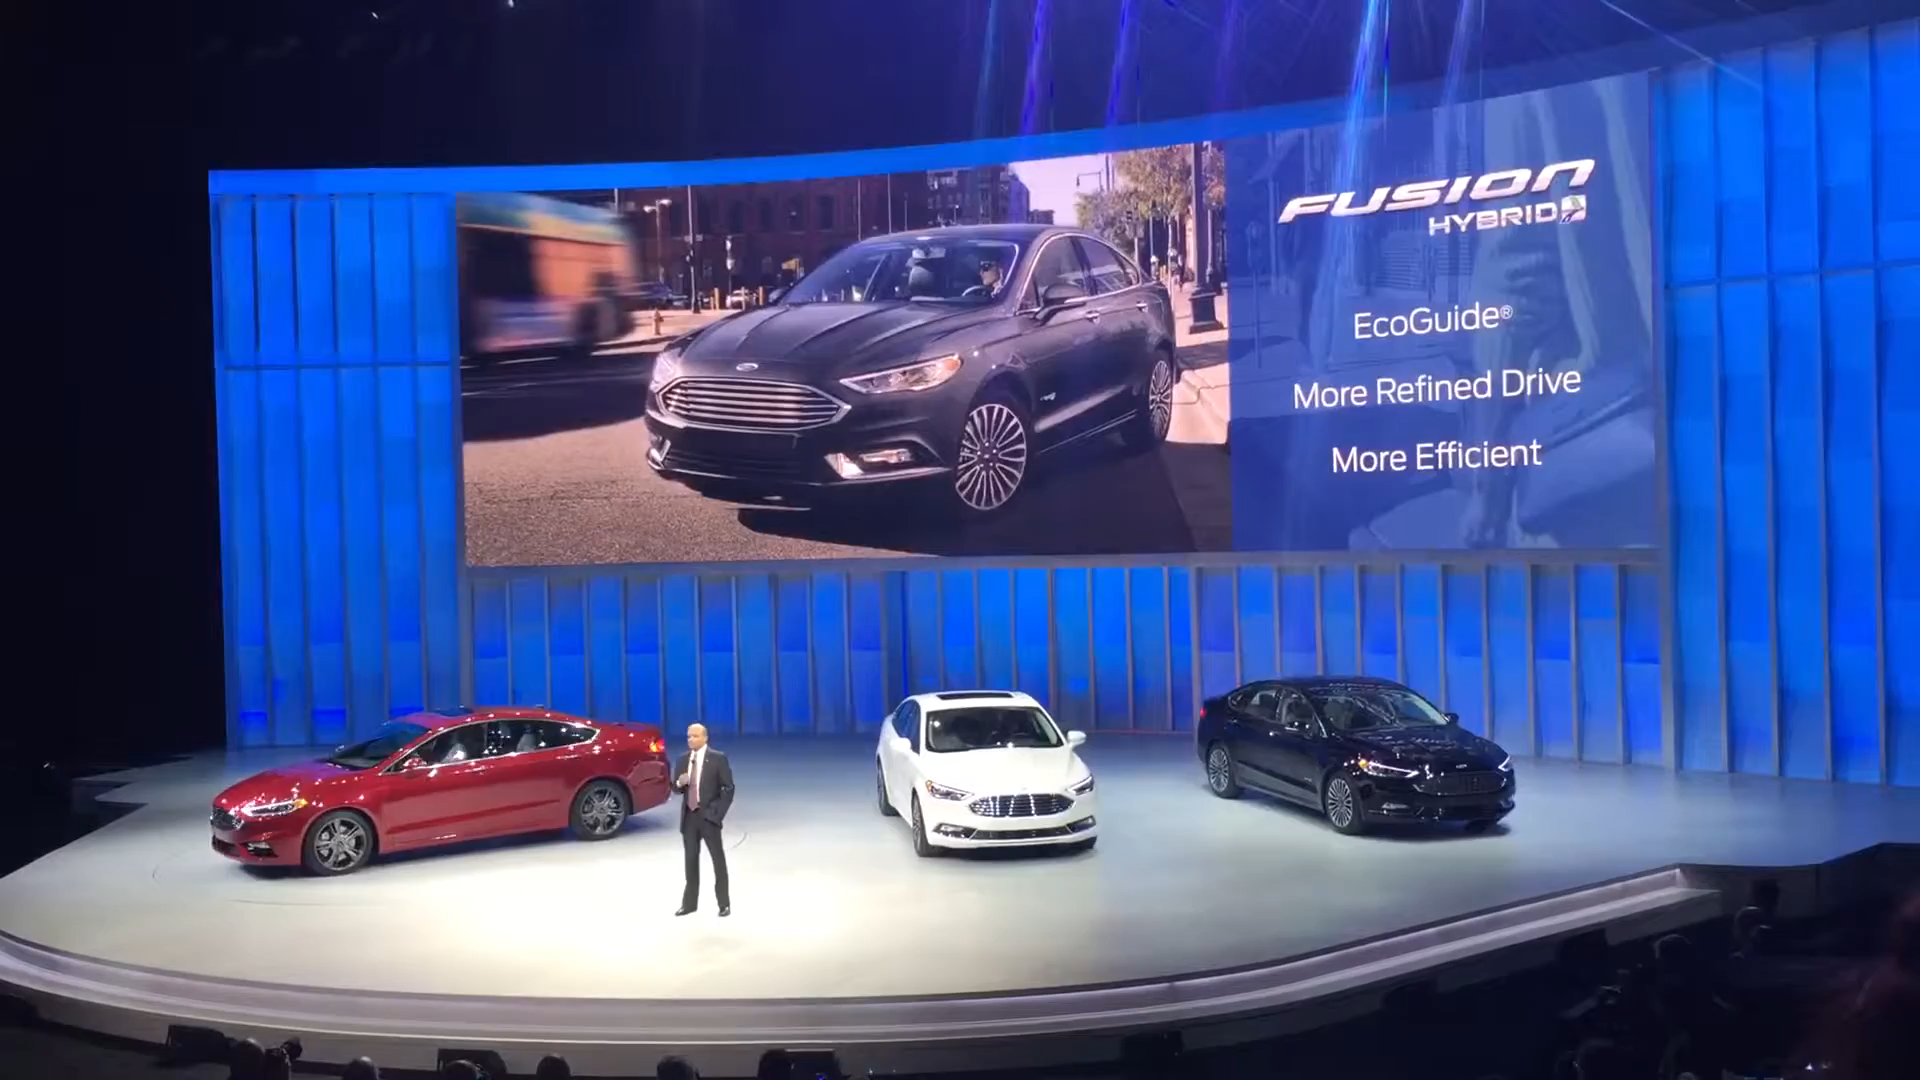 FUSION
HYBRID
EcoGuide®
More Refined Drive
More Efficient